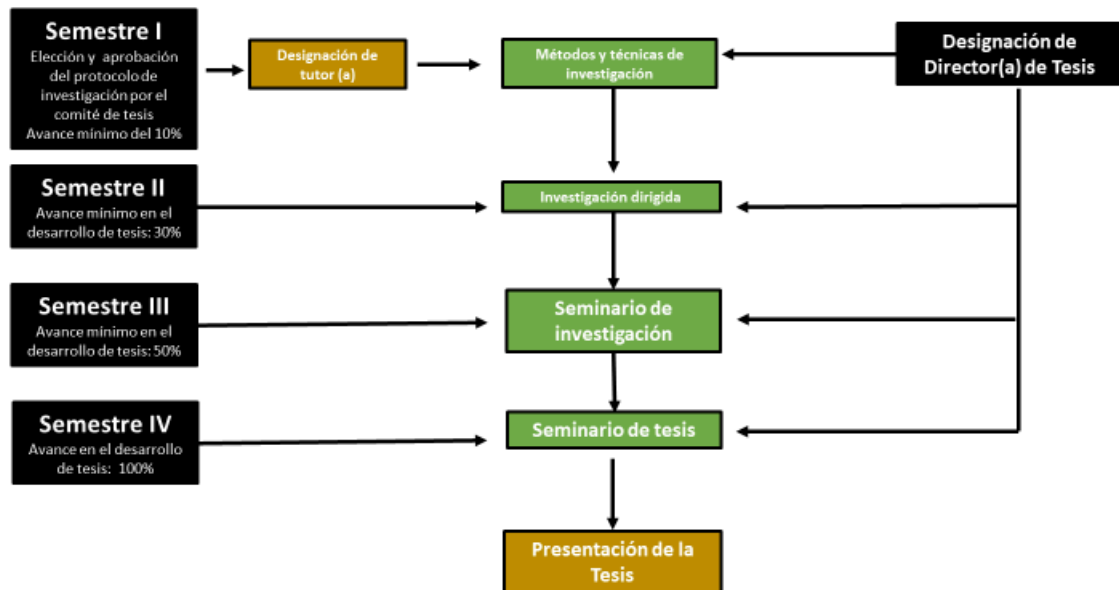 Semestre I
Elección y aprobación
del protocolo de
investigación por el
comité de tesis
Avance mínimo del 10%
Designación de
tutor (a)
Métodos y técnicas de
investigación
Designación de
Director(a) de Tesis
Semestre II
Avance mínimo en el
desarrollo de tesis: 30%
Investigación dirigida
Semestre III
Avance mínimo en el
desarrollo de tesis: 50%
Seminario de
investigación
Semestre IV
Avance en el desarrollo
de tesis: 100%
Seminario de tesis
Presentación de la
Tesis